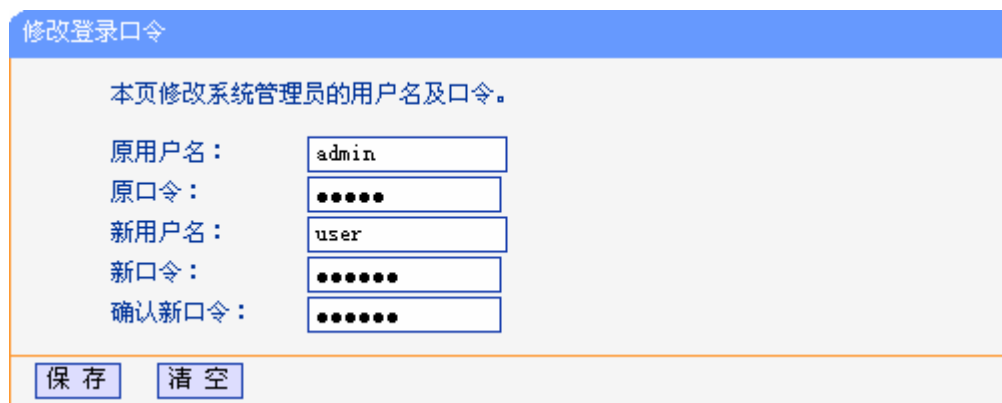 修改登录口令
本页修改系统管理员的用户名及口令。
原用户名： admin
原口令： ●●●●●
新用户名： user
新口令： ●●●●●●
确认新口令： ●●●●●●
保 存 清 空